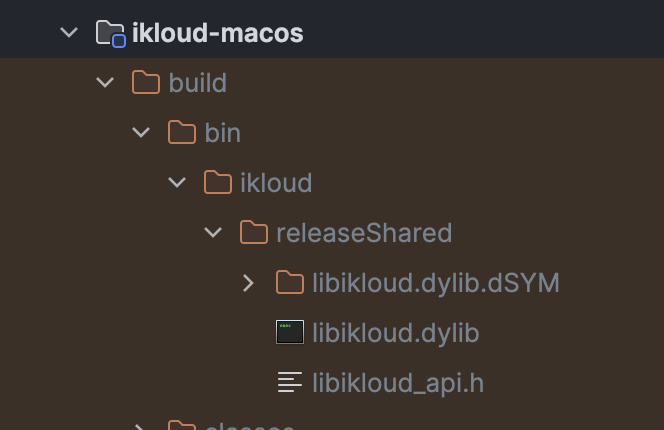 ikloud-macos
build
bin
ikloud
releaseShared
libikloud.dylib.dSYM
libikloud.dylib
libikloud_api.h